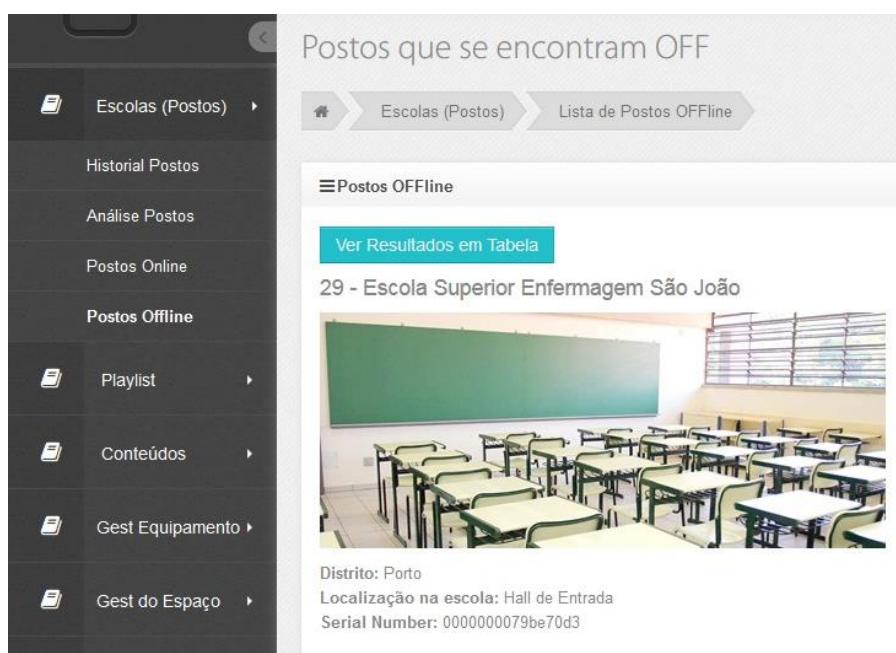 Escolas (Postos)
Historial Postos
Análise Postos
Postos Online
Postos Offline
Playlist
Conteúdos
Gest Equipamento
Gest do Espaço
Postos que se encontram OFF
Escolas (Postos)
Lista de Postos OFFline
Postos OFFline
Ver Resultados em Tabela
29 - Escola Superior Enfermagem São João
Distrito: Porto
Localização na escola: Hall de Entrada
Serial Number: 0000000079be70d3